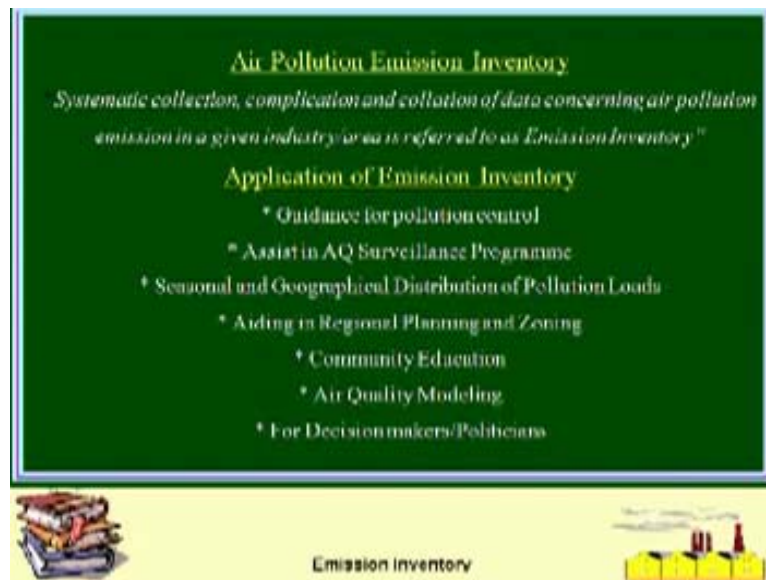 Air Pollution Emission Inventory
"Systematic collection, complication and collation of data concerning air pollution
emission in a given industry/area is referred to as Emission Inventory"
Application of Emission Inventory
* Guidance for pollution control
* Assist in AQ Surveillance Programme
* Seasonal and Geographical Distribution of Pollution Loads
* Aiding in Regional Planning and Zoning
* Community Education
* Air Quality Modeling
* For Decision makers/Politicians
Emission Inventory